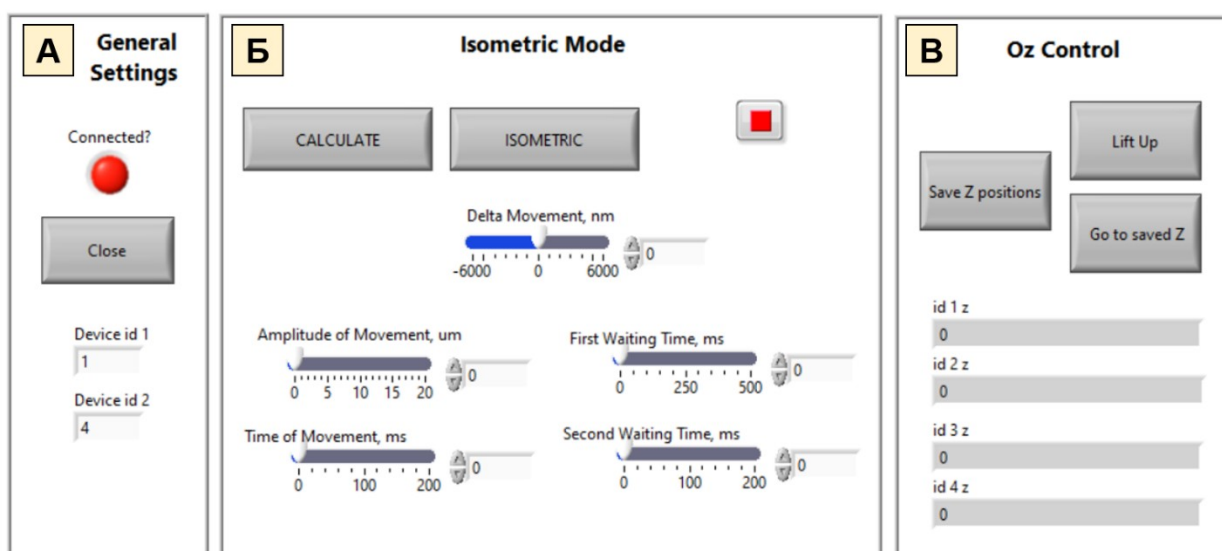 А
General
Settings
Connected?
Close
Device id 1
1
Device id 2
4
Б
Isometric Mode
CALCULATE
ISOMETRIC
Delta Movement, nm
0
-6000 0 6000
Amplitude of Movement, um
0
0 5 10 15 20
First Waiting Time, ms
0
0 250 500
Time of Movement, ms
0
0 100 200
Second Waiting Time, ms
0
0 100 200
В
Oz Control
Save Z positions
Lift Up
Go to saved Z
id 1 z
0
id 2 z
0
id 3 z
0
id 4 z
0